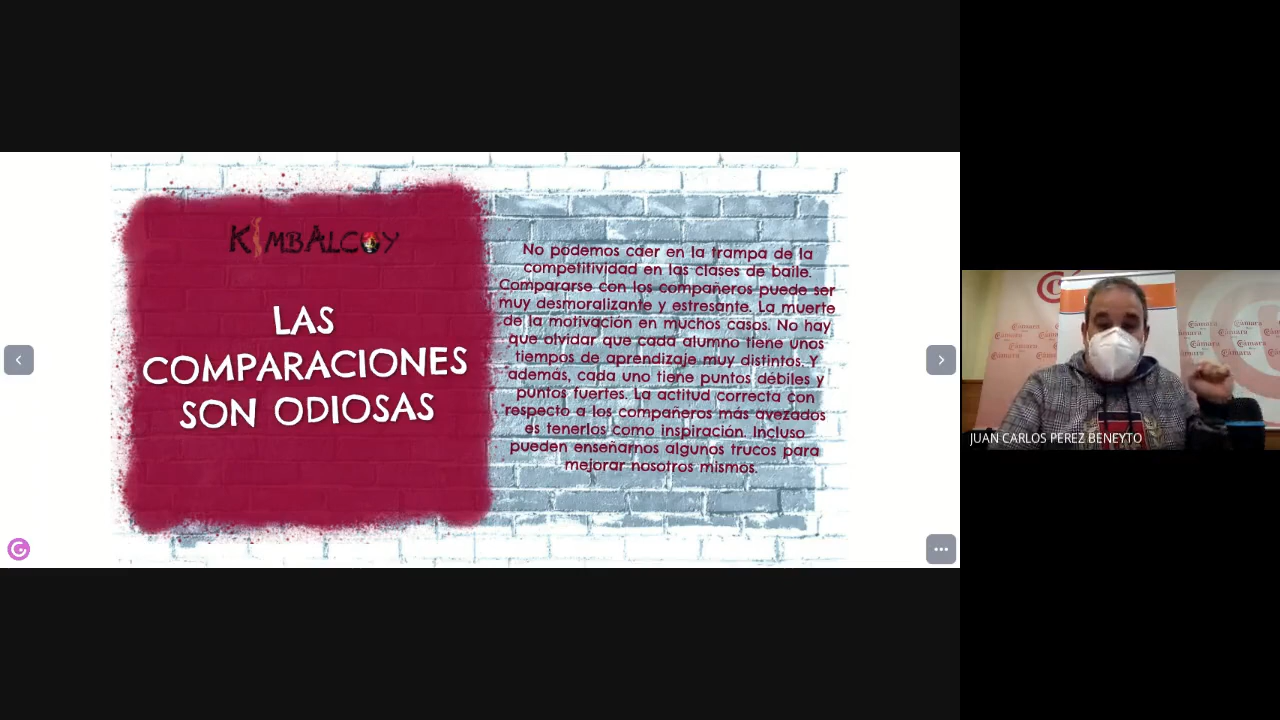 KIMBALCOY
LAS
COMPARACIONES
SON ODIOSAS
No podemos caer en la trampa de la
competitividad en las clases de baile.
Compararse con los compañeros puede ser
muy desmoralizante y estresante. La muerte
de la motivación en muchos casos. No hay
que olvidar que cada alumno tiene unos
tiempos de aprendizaje muy distintos. Y
además, cada uno tiene puntos débiles y
puntos fuertes. La actitud correcta con
respecto a los compañeros más avezados
es tenerlos como inspiración. Incluso
pueden enseñarnos algunos trucos para
mejorar nosotros mismos.
JUAN CARLOS PEREZ BENEYTO
Cámara
Cámara
Cámara
Cámara